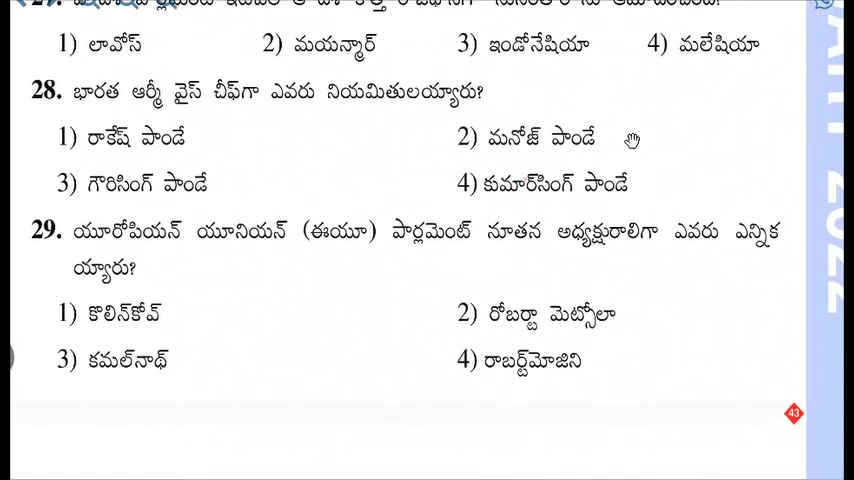 1) లావోస్ 2) మయన్మార్ 3) ఇండోనేషియా 4) మలేషియా
28. భారత ఆర్మీ వైస్ చీఫ్‌గా ఎవరు నియమితులయ్యారు?
1) రాకేష్ పాండే 2) మనోజ్ పాండే
3) గౌరిసింగ్ పాండే 4) కుమార్‌సింగ్ పాండే
29. యూరోపియన్ యూనియన్ (ఈయూ) పార్లమెంట్ నూతన అధ్యక్షురాలిగా ఎవరు ఎన్నిక
య్యారు?
1) కొలిన్‌కోవ్ 2) రోబర్టా మెట్సోలా
3) కమల్‌నాథ్ 4) రాబర్ట్‌మోజిని
43
2022